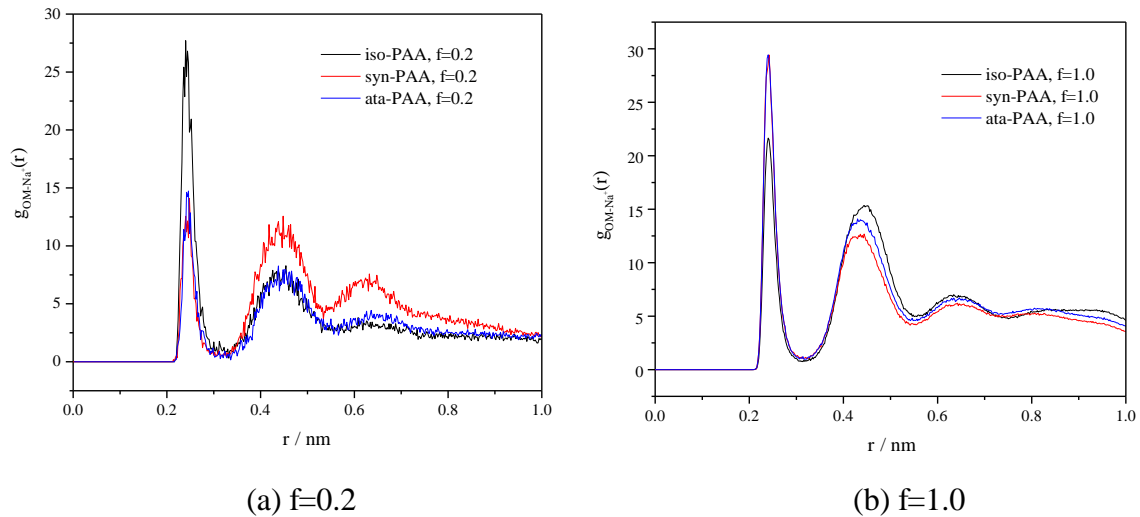 30
25
20
15
10
5
0
g_OM-Na⁺(r)
iso-PAA, f=0.2
syn-PAA, f=0.2
ata-PAA, f=0.2
0.0 0.2 0.4 0.6 0.8 1.0
r / nm
(a) f=0.2
30
25
20
15
10
5
0
g_OM-Na⁺(r)
iso-PAA, f=1.0
syn-PAA, f=1.0
ata-PAA, f=1.0
0.0 0.2 0.4 0.6 0.8 1.0
r / nm
(b) f=1.0